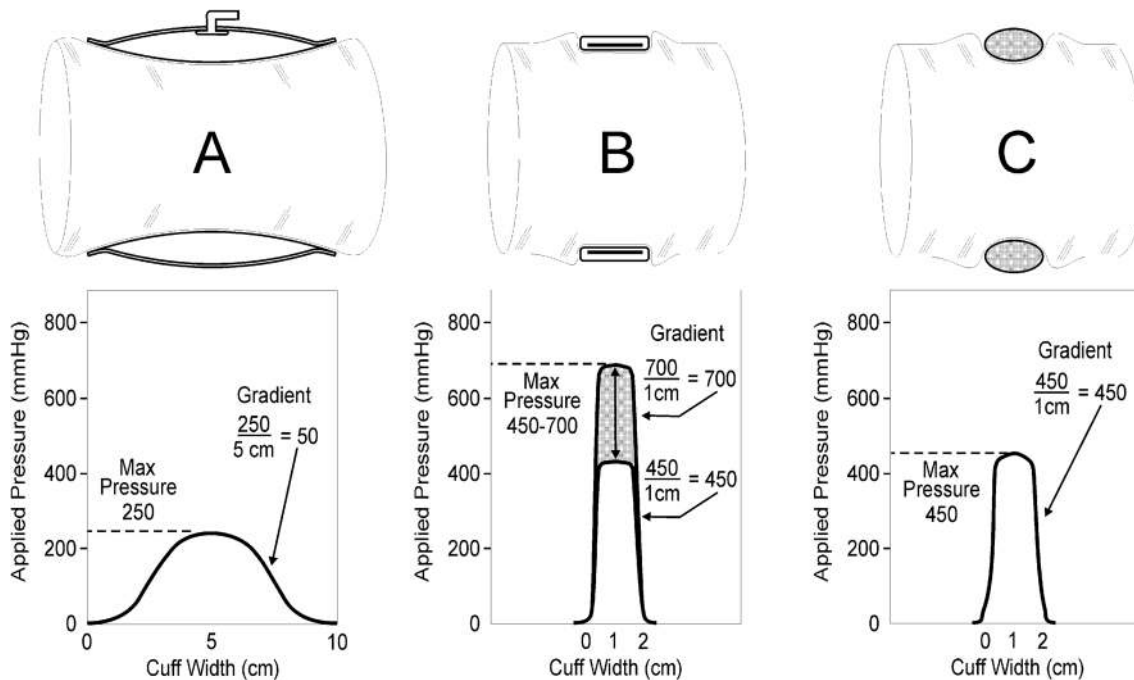 A
B
C
Applied Pressure (mmHg)
800
600
400
200
0
Gradient
250
5 cm
= 50
Max
Pressure
250
0 5 10
Cuff Width (cm)
Applied Pressure (mmHg)
800
600
400
200
0
Gradient
700
1cm
= 700
Max
Pressure
450-700
450
1cm
= 450
0 1 2
Cuff Width (cm)
Applied Pressure (mmHg)
800
600
400
200
0
Gradient
450
1cm
= 450
Max
Pressure
450
0 1 2
Cuff Width (cm)